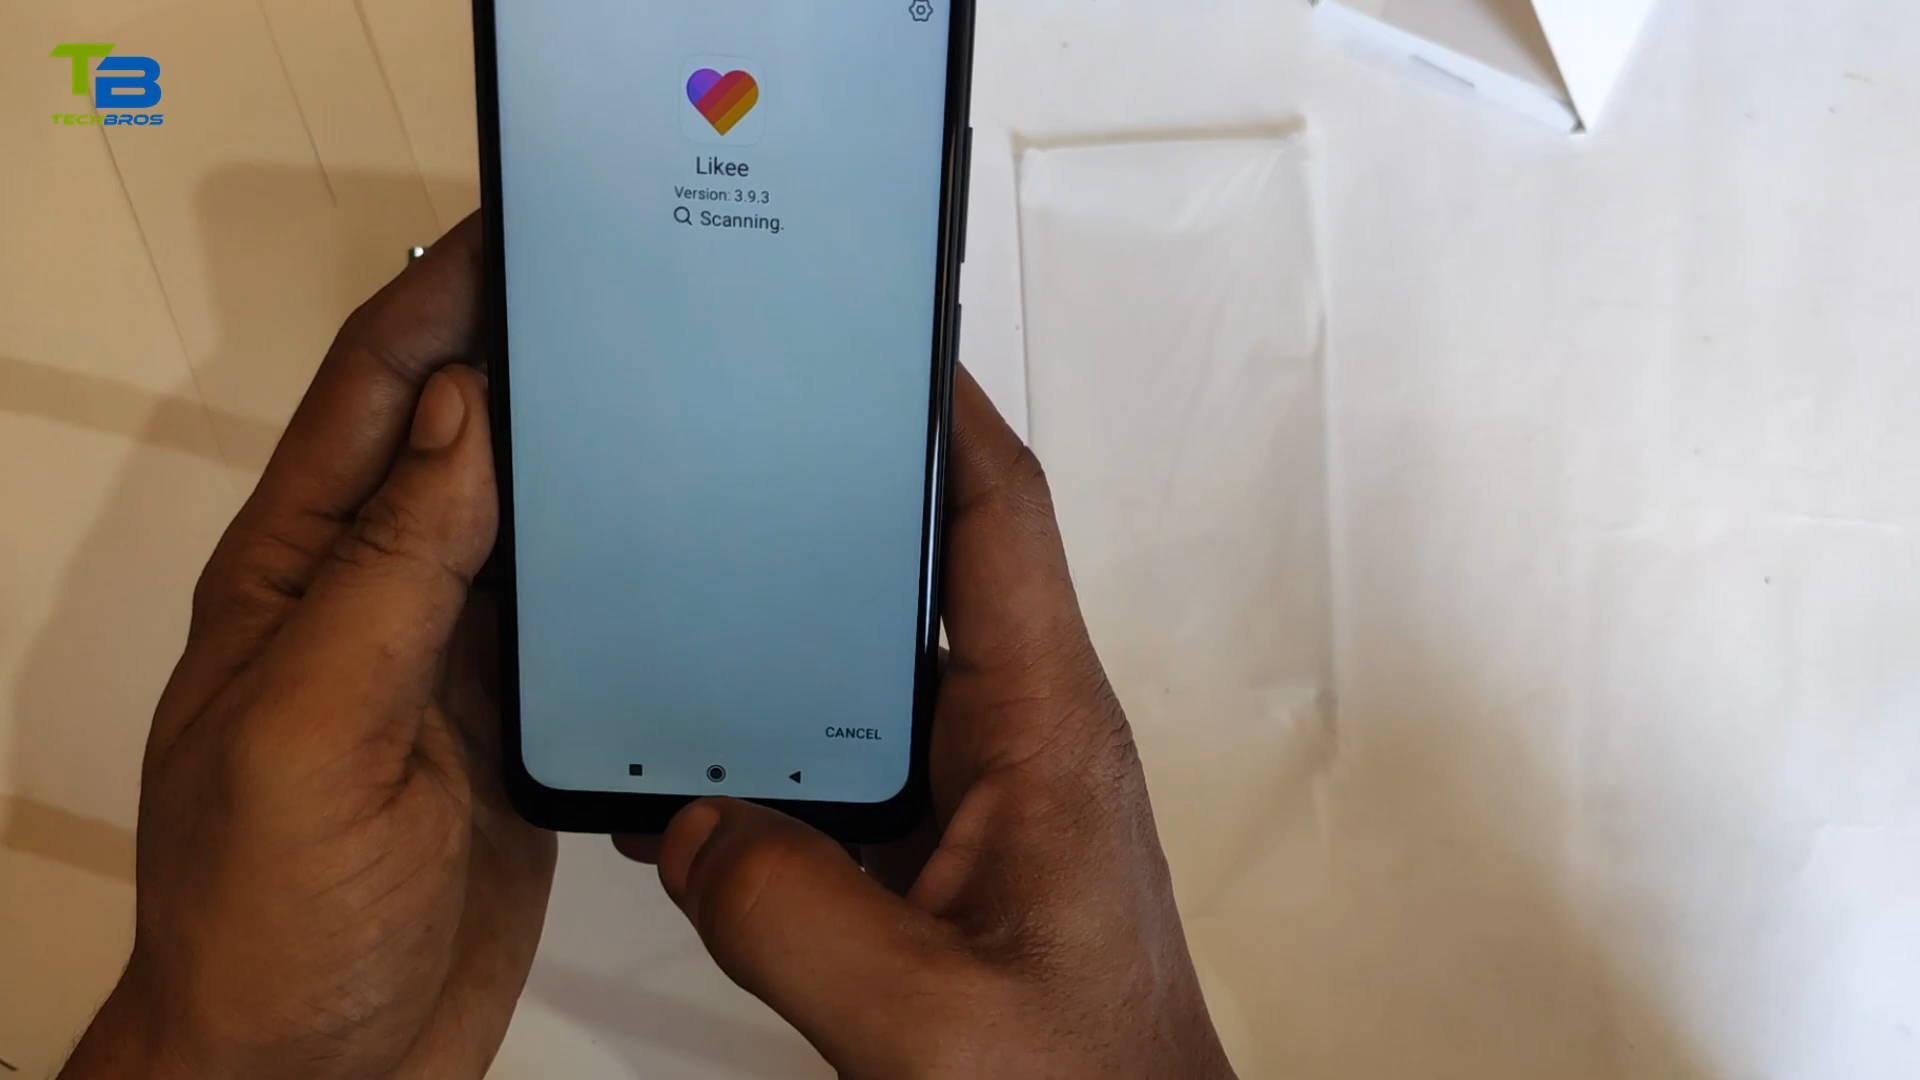 TB
TECHBROS
Likee
Version: 3.9.3
Scanning.
CANCEL